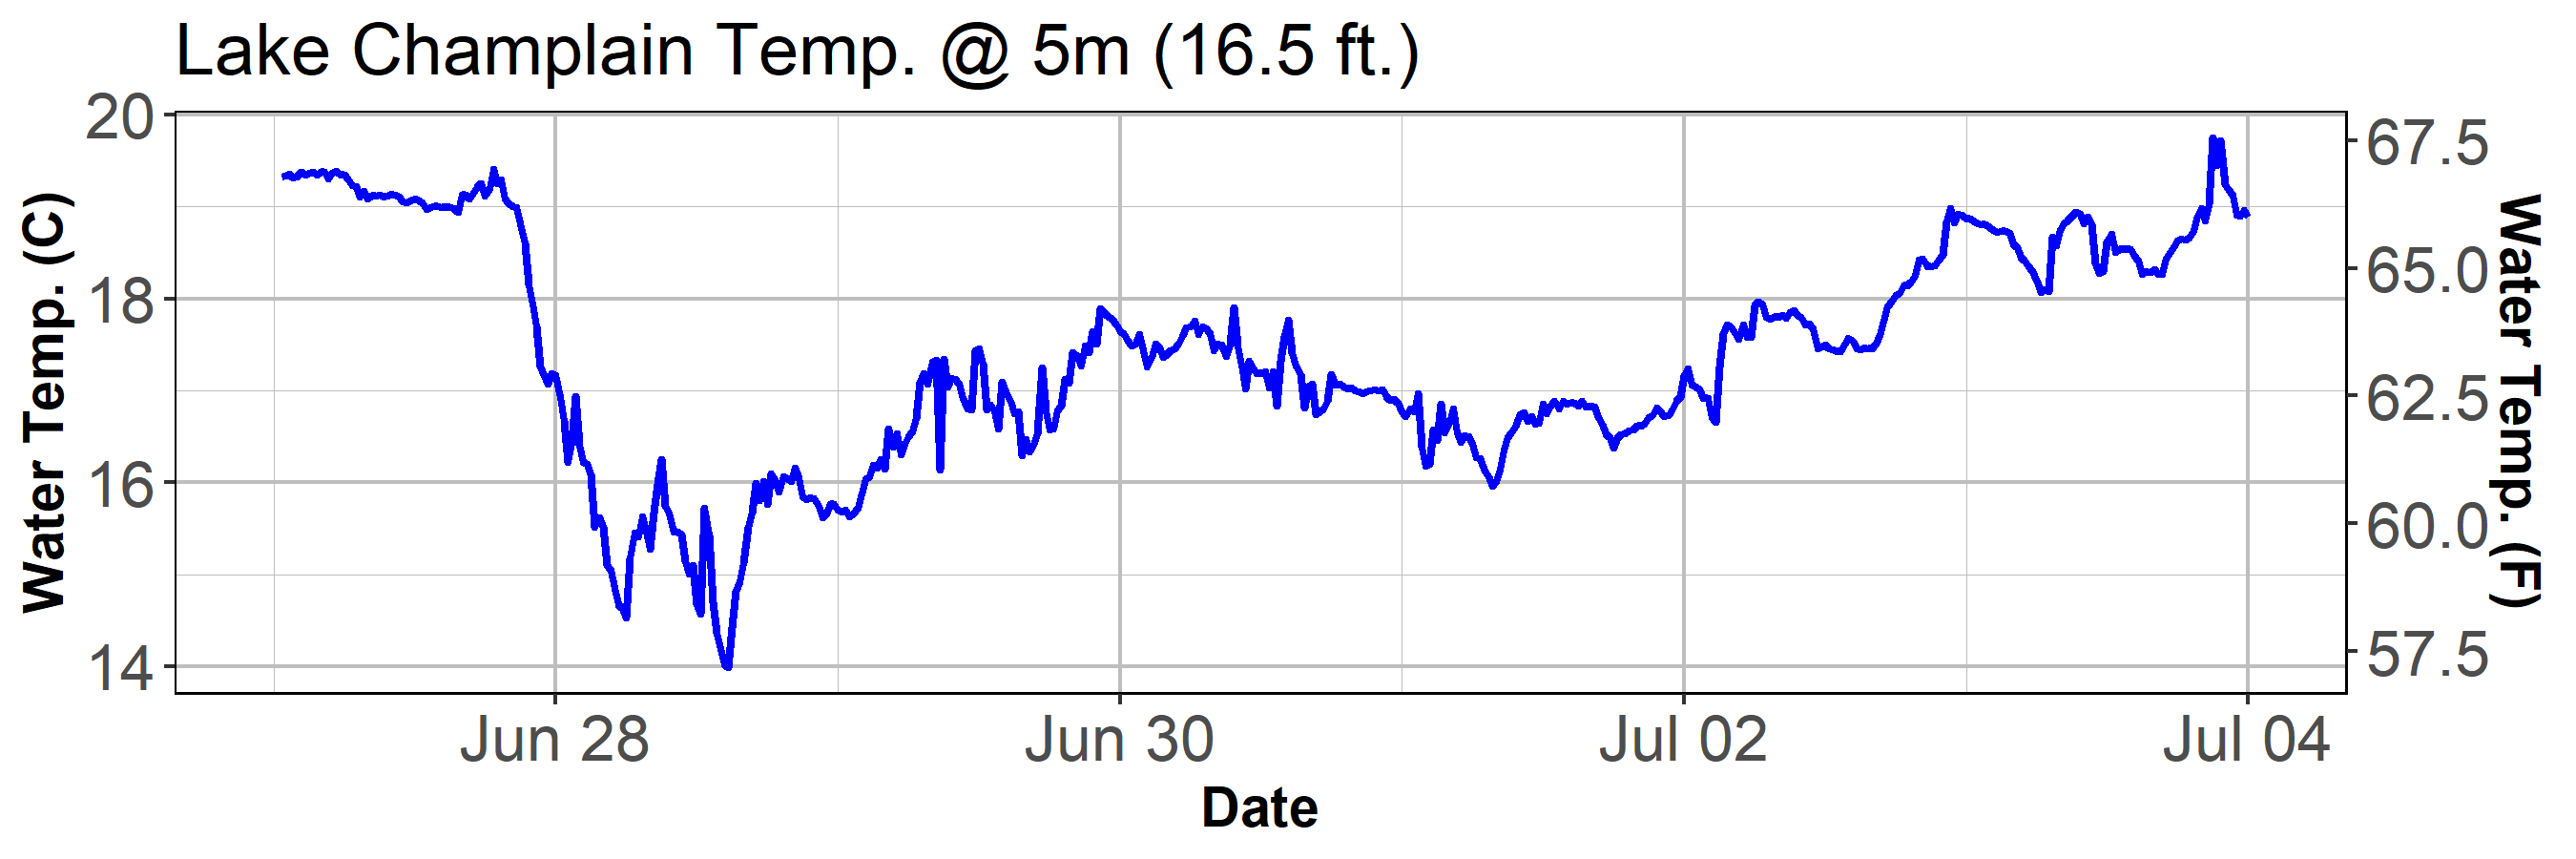 Lake Champlain Temp. @ 5m (16.5 ft.)
Water Temp. (C)
20
18
16
14
67.5
65.0
62.5
60.0
57.5
Water Temp. (F)
Jun 28 Jun 30 Jul 02 Jul 04
Date